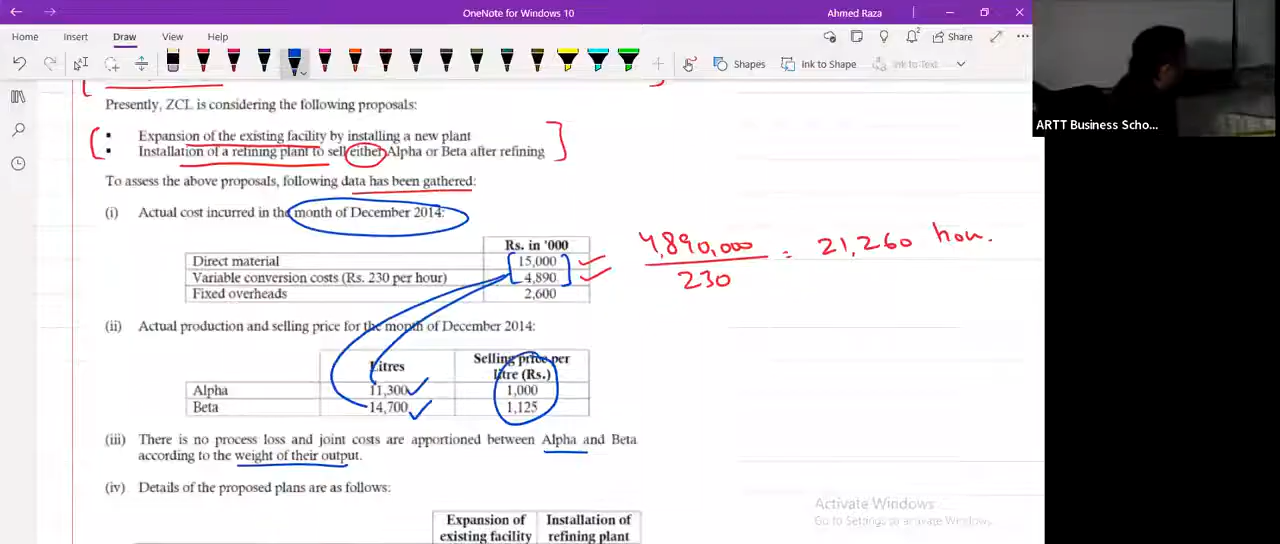 OneNote for Windows 10
Ahmed Raza
Home Insert Draw View Help
Share
Shapes Ink to Shape Ink to Text
Presently, ZCL is considering the following proposals:
▪ Expansion of the existing facility by installing a new plant
▪ Installation of a refining plant to sell either Alpha or Beta after refining
To assess the above proposals, following data has been gathered:
(i) Actual cost incurred in the month of December 2014:
Rs. in '000
Direct material 15,000
Variable conversion costs (Rs. 230 per hour) 4,890
Fixed overheads 2,600
4,890,000
230
= 21,260 hou.
(ii) Actual production and selling price for the month of December 2014:
Litres Selling price per litre (Rs.)
Alpha 11,300 1,000
Beta 14,700 1,125
(iii) There is no process loss and joint costs are apportioned between Alpha and Beta
according to the weight of their output.
(iv) Details of the proposed plans are as follows:
Expansion of Installation of
existing facility refining plant
ARTT Business Scho...
Activate Windows
Go to Settings to activate Windows.